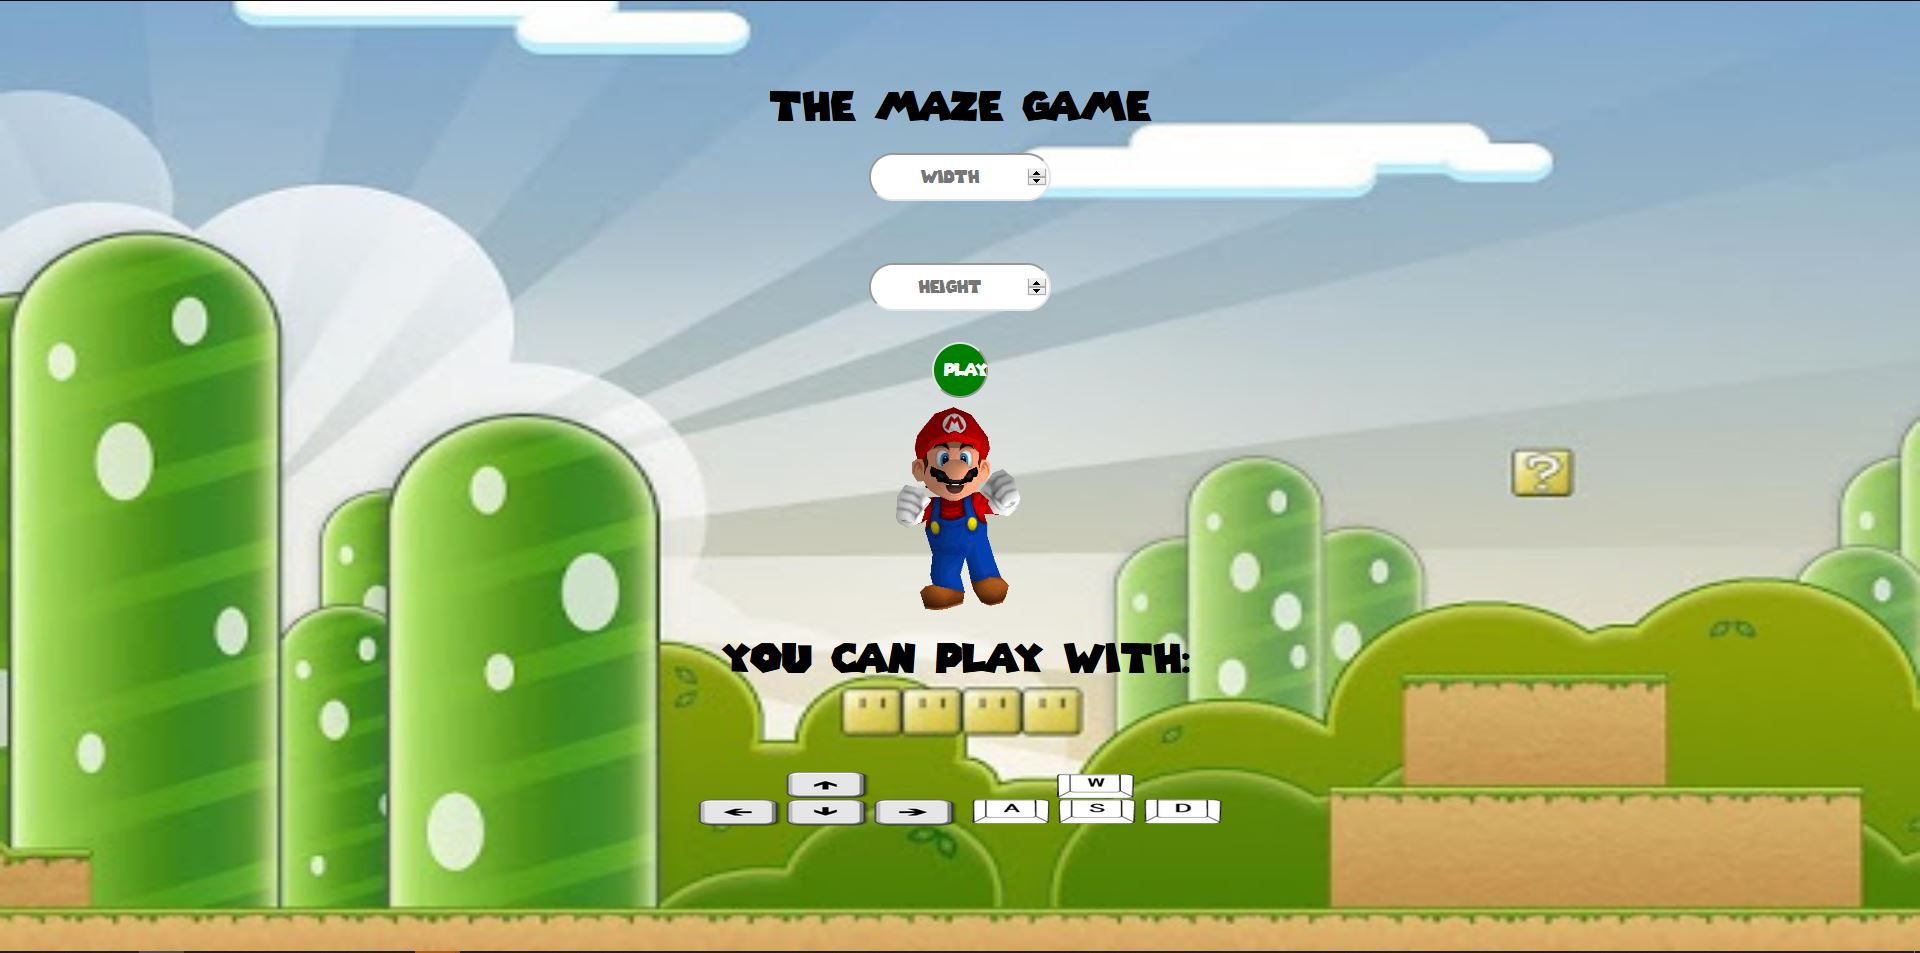 THE MAZE GAME
WIDTH
HEIGHT
PLAY
M
?
YOU CAN PLAY WITH:
W
A S D